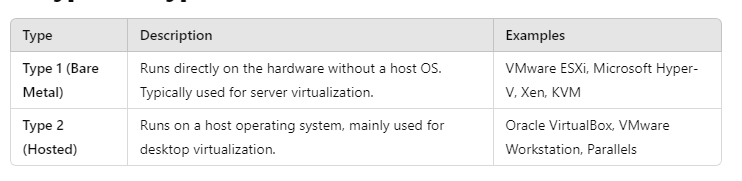 Type Description Examples
Type 1 (Bare Runs directly on the hardware without a host OS. VMware ESXi, Microsoft Hyper-
Metal) Typically used for server virtualization. V, Xen, KVM
Type 2 Runs on a host operating system, mainly used for Oracle VirtualBox, VMware
(Hosted) desktop virtualization. Workstation, Parallels